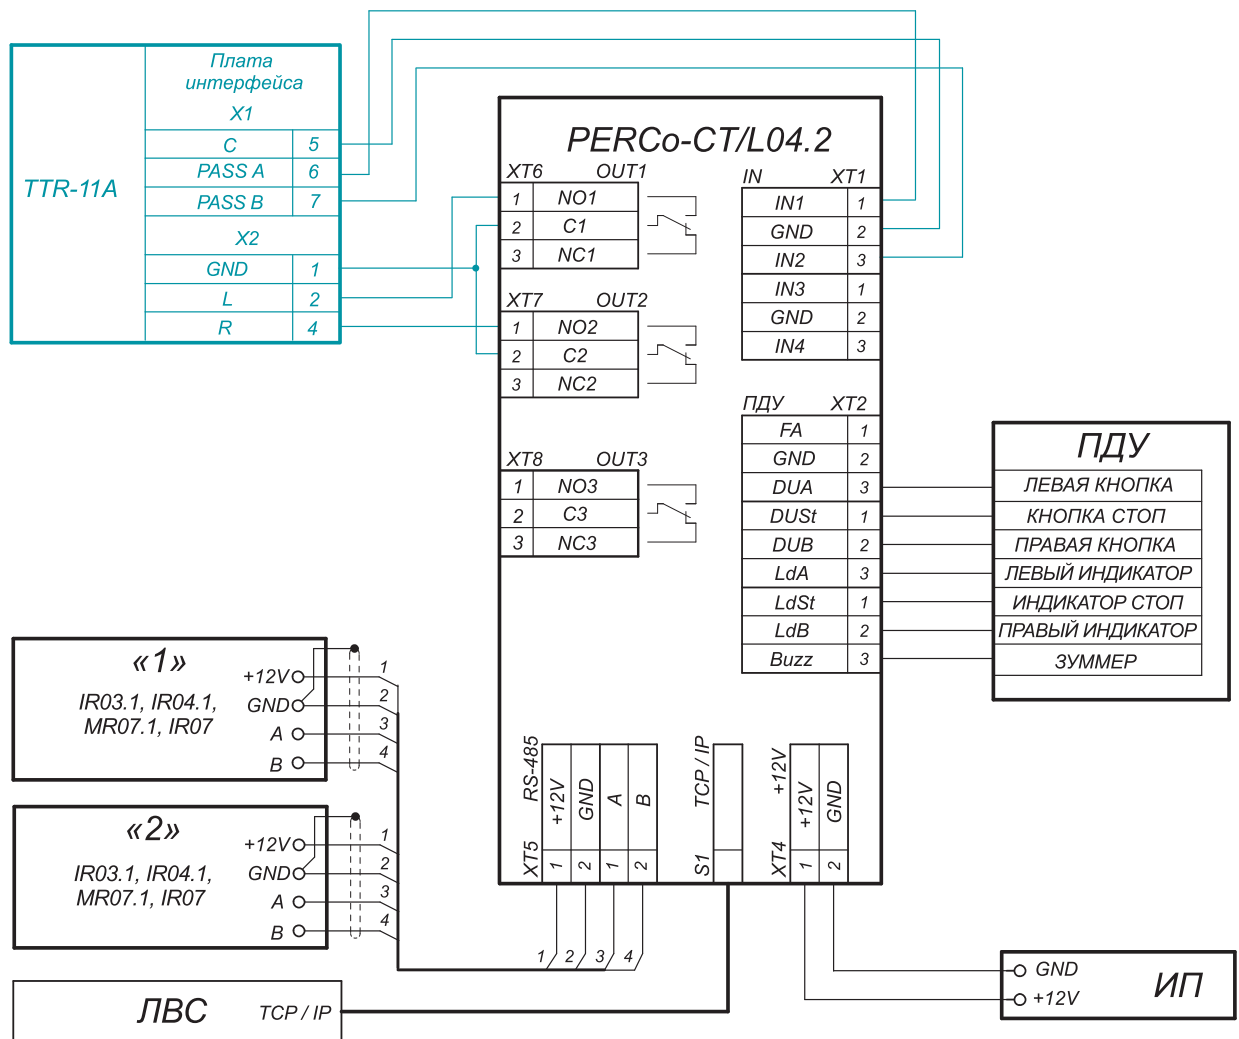 TTR-11A
Плата
интерфейса
X1
C 5
PASS A 6
PASS B 7
X2
GND 1
L 2
R 4
PERCo-CT/L04.2
XT6 OUT1
1 NO1
2 C1
3 NC1
XT7 OUT2
1 NO2
2 C2
3 NC2
XT8 OUT3
1 NO3
2 C3
3 NC3
IN XT1
IN1 1
GND 2
IN2 3
IN3 1
GND 2
IN4 3
ПДУ XT2
FA 1
GND 2
DUA 3
DUSt 1
DUB 2
LdA 3
LdSt 1
LdB 2
Buzz 3
ПДУ
ЛЕВАЯ КНОПКА
КНОПКА СТОП
ПРАВАЯ КНОПКА
ЛЕВЫЙ ИНДИКАТОР
ИНДИКАТОР СТОП
ПРАВЫЙ ИНДИКАТОР
ЗУММЕР
«1»
IR03.1, IR04.1,
MR07.1, IR07
+12V 1
GND 2
A 3
B 4
«2»
IR03.1, IR04.1,
MR07.1, IR07
+12V 1
GND 2
A 3
B 4
XT5 RS-485
1 +12V
2 GND
1 A
2 B
1 2 3 4
S1 TCP / IP
XT4 +12V
1 +12V
2 GND
ЛВС TCP / IP
GND
+12V
ИП